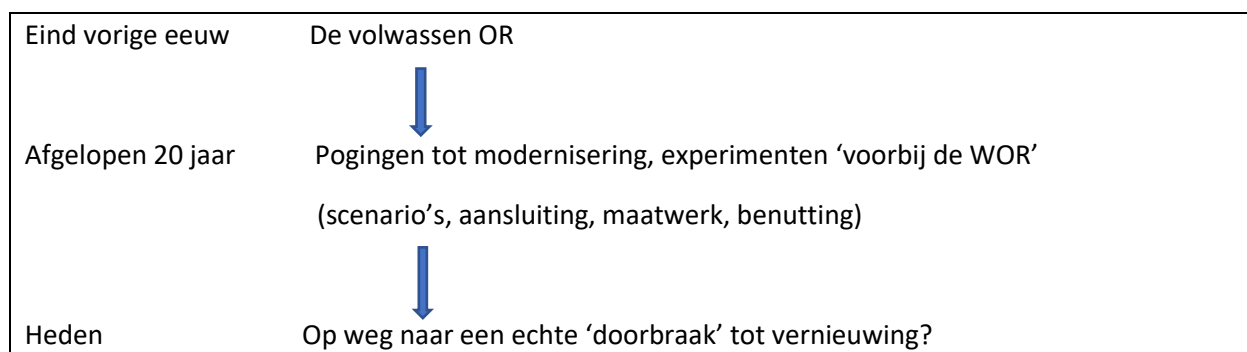 Eind vorige eeuw De volwassen OR
Afgelopen 20 jaar Pogingen tot modernisering, experimenten ‘voorbij de WOR’
(scenario’s, aansluiting, maatwerk, benutting)
Heden Op weg naar een echte ‘doorbraak’ tot vernieuwing?